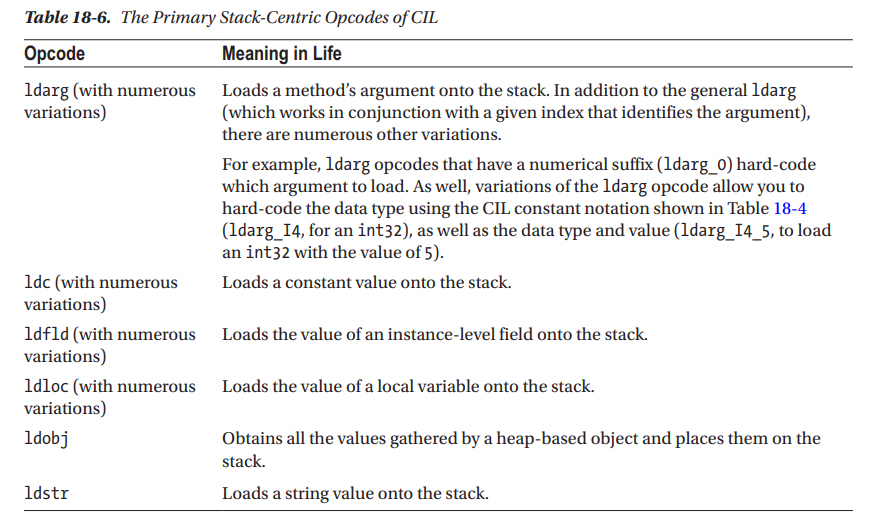 Table 18-6. The Primary Stack-Centric Opcodes of CIL
Opcode Meaning in Life
ldarg (with numerous variations) Loads a method's argument onto the stack. In addition to the general ldarg
(which works in conjunction with a given index that identifies the argument),
there are numerous other variations.
For example, ldarg opcodes that have a numerical suffix (ldarg_0) hard-code
which argument to load. As well, variations of the ldarg opcode allow you to
hard-code the data type using the CIL constant notation shown in Table 18-4
(ldarg_I4, for an int32), as well as the data type and value (ldarg_I4_5, to load
an int32 with the value of 5).
ldc (with numerous variations) Loads a constant value onto the stack.
ldfld (with numerous variations) Loads the value of an instance-level field onto the stack.
ldloc (with numerous variations) Loads the value of a local variable onto the stack.
ldobj Obtains all the values gathered by a heap-based object and places them on the
stack.
ldstr Loads a string value onto the stack.